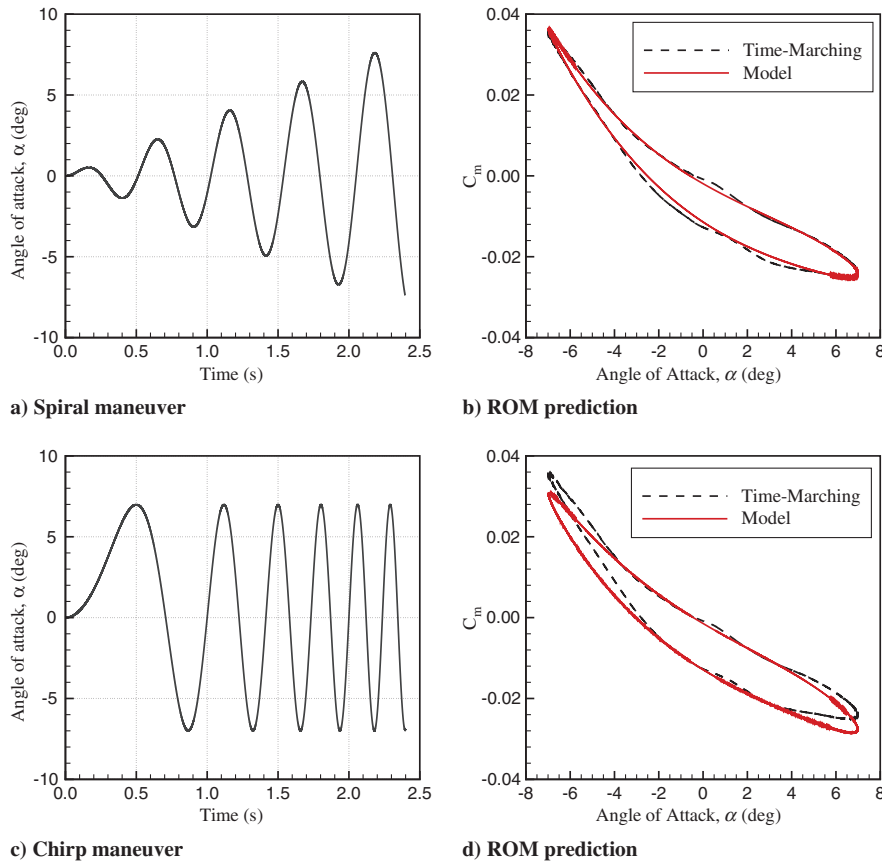 10
5
0
-5
-10
Angle of attack, α (deg)
0.0 0.5 1.0 1.5 2.0 2.5
Time (s)
a) Spiral maneuver
0.04
0.02
0.00
-0.02
-0.04
C_m
Time-Marching
Model
-8 -6 -4 -2 0 2 4 6 8
Angle of Attack, α (deg)
b) ROM prediction
10
5
0
-5
-10
Angle of attack, α (deg)
0.0 0.5 1.0 1.5 2.0 2.5
Time (s)
c) Chirp maneuver
0.04
0.02
0.00
-0.02
-0.04
C_m
Time-Marching
Model
-8 -6 -4 -2 0 2 4 6 8
Angle of Attack, α (deg)
d) ROM prediction